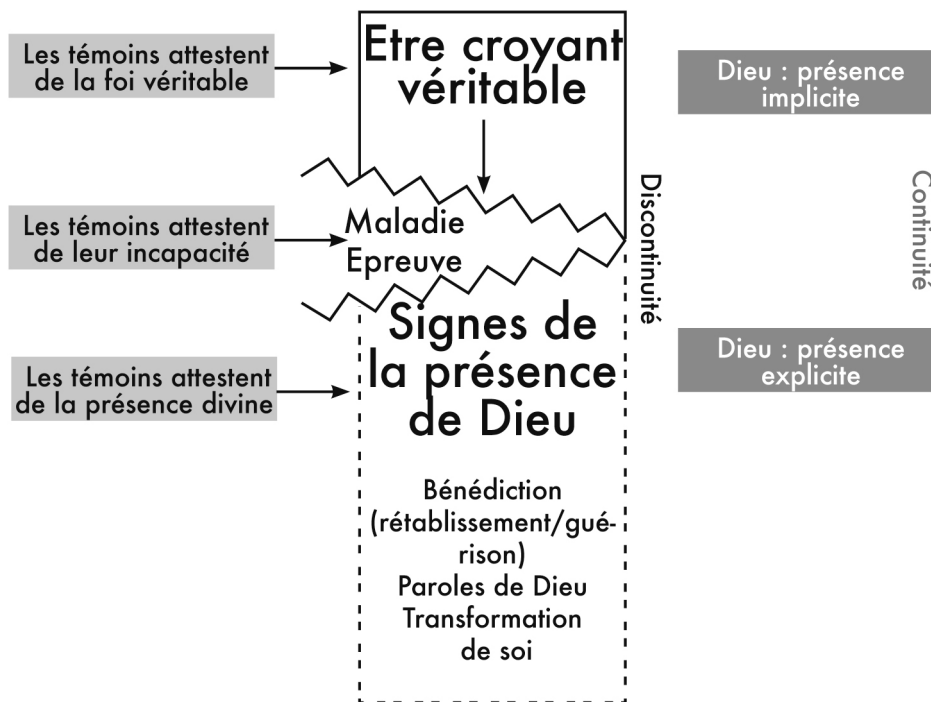 Les témoins attestent
de la foi véritable
Etre croyant
véritable
Dieu : présence
implicite
Les témoins attestent
de leur incapacité
Maladie
Epreuve
Discontinuité
Continuité
Signes de
la présence
de Dieu
Les témoins attestent
de la présence divine
Dieu : présence
explicite
Bénédiction
(rétablissement/gué-
rison)
Paroles de Dieu
Transformation
de soi